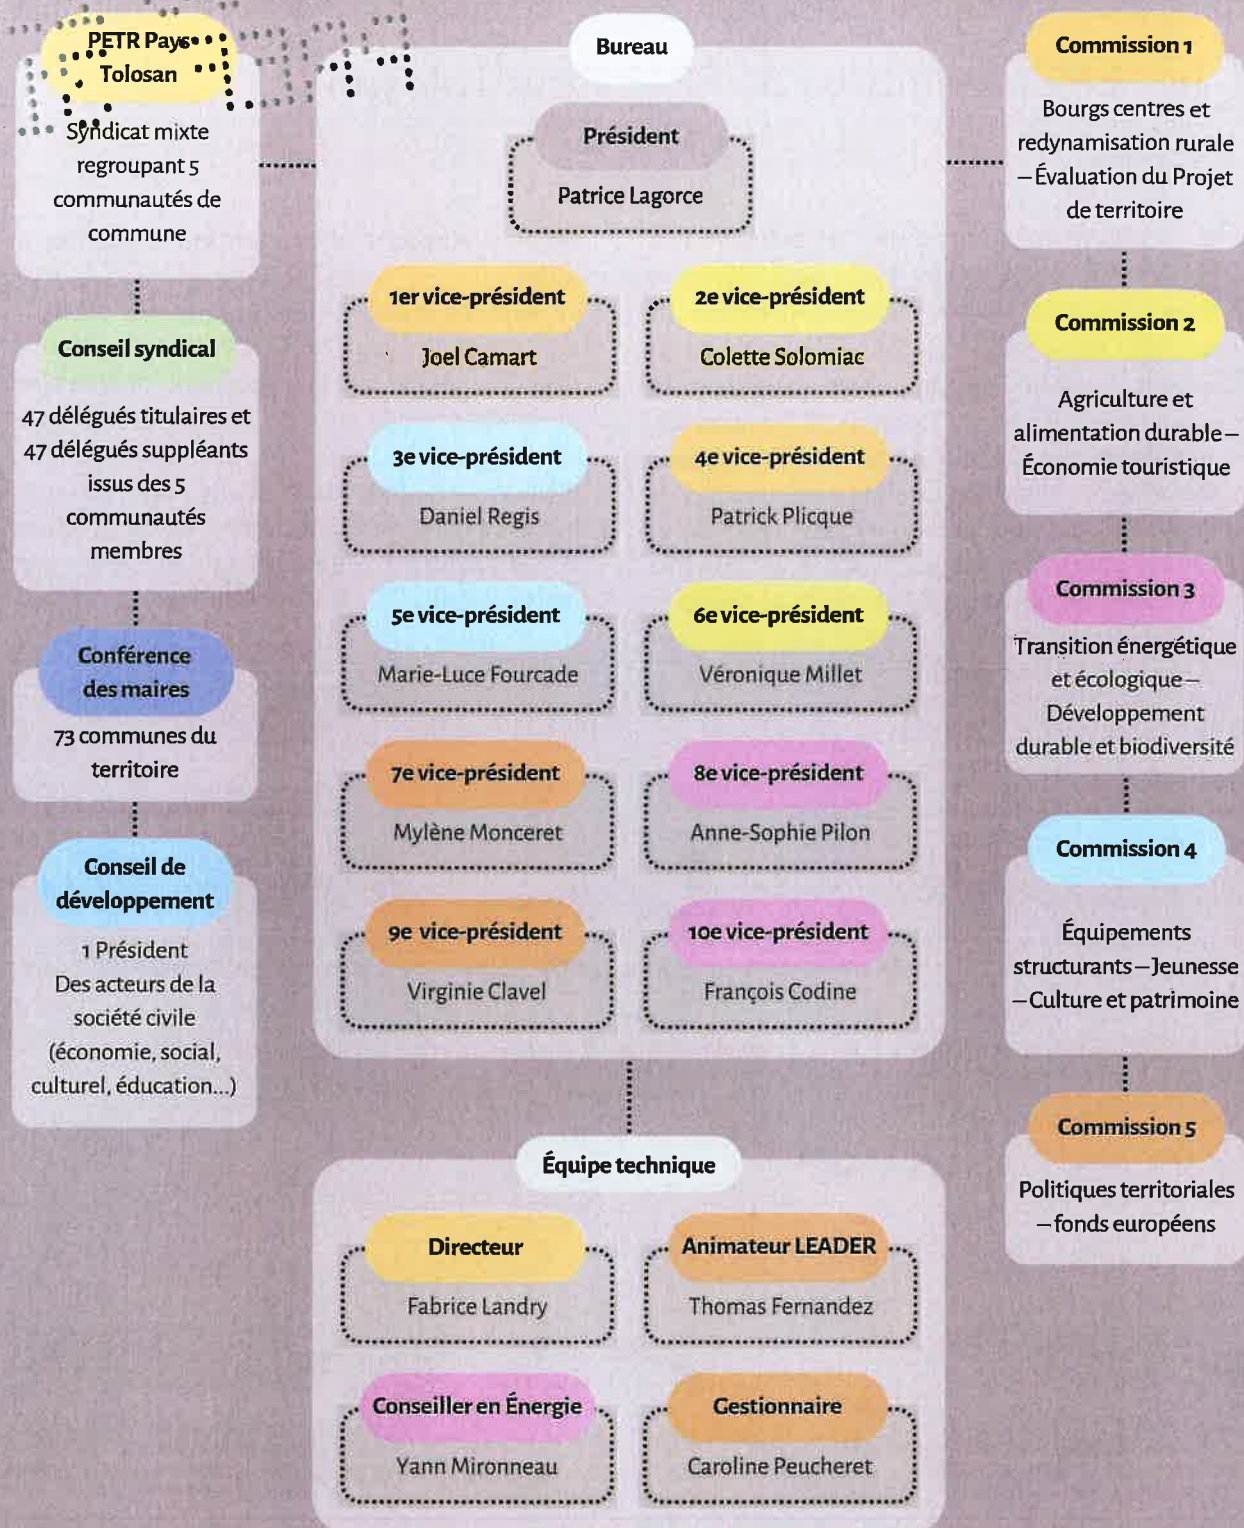 PETR Pays
Tolosan
Syndicat mixte
regroupant 5
communautés de
commune
Conseil syndical
47 délégués titulaires et
47 délégués suppléants
issus des 5
communautés
membres
Conférence
des maires
73 communes du
territoire
Conseil de
développement
1 Président
Des acteurs de la
société civile
(économie, social,
culturel, éducation...)
Bureau
Président
Patrice Lagorce
1er vice-président
Joel Camart
2e vice-président
Colette Solomiac
3e vice-président
Daniel Regis
4e vice-président
Patrick Plicque
5e vice-président
Marie-Luce Fourcade
6e vice-président
Véronique Millet
7e vice-président
Mylène Monceret
8e vice-président
Anne-Sophie Pilon
9e vice-président
Virginie Clavel
10e vice-président
François Codine
Équipe technique
Directeur
Fabrice Landry
Animateur LEADER
Thomas Fernandez
Conseiller en Énergie
Yann Mironneau
Gestionnaire
Caroline Peucheret
Commission 1
Bourgs centres et
redynamisation rurale
– Évaluation du Projet
de territoire
Commission 2
Agriculture et
alimentation durable –
Économie touristique
Commission 3
Transition énergétique
et écologique –
Développement
durable et biodiversité
Commission 4
Équipements
structurants – Jeunesse
– Culture et patrimoine
Commission 5
Politiques territoriales
– fonds européens